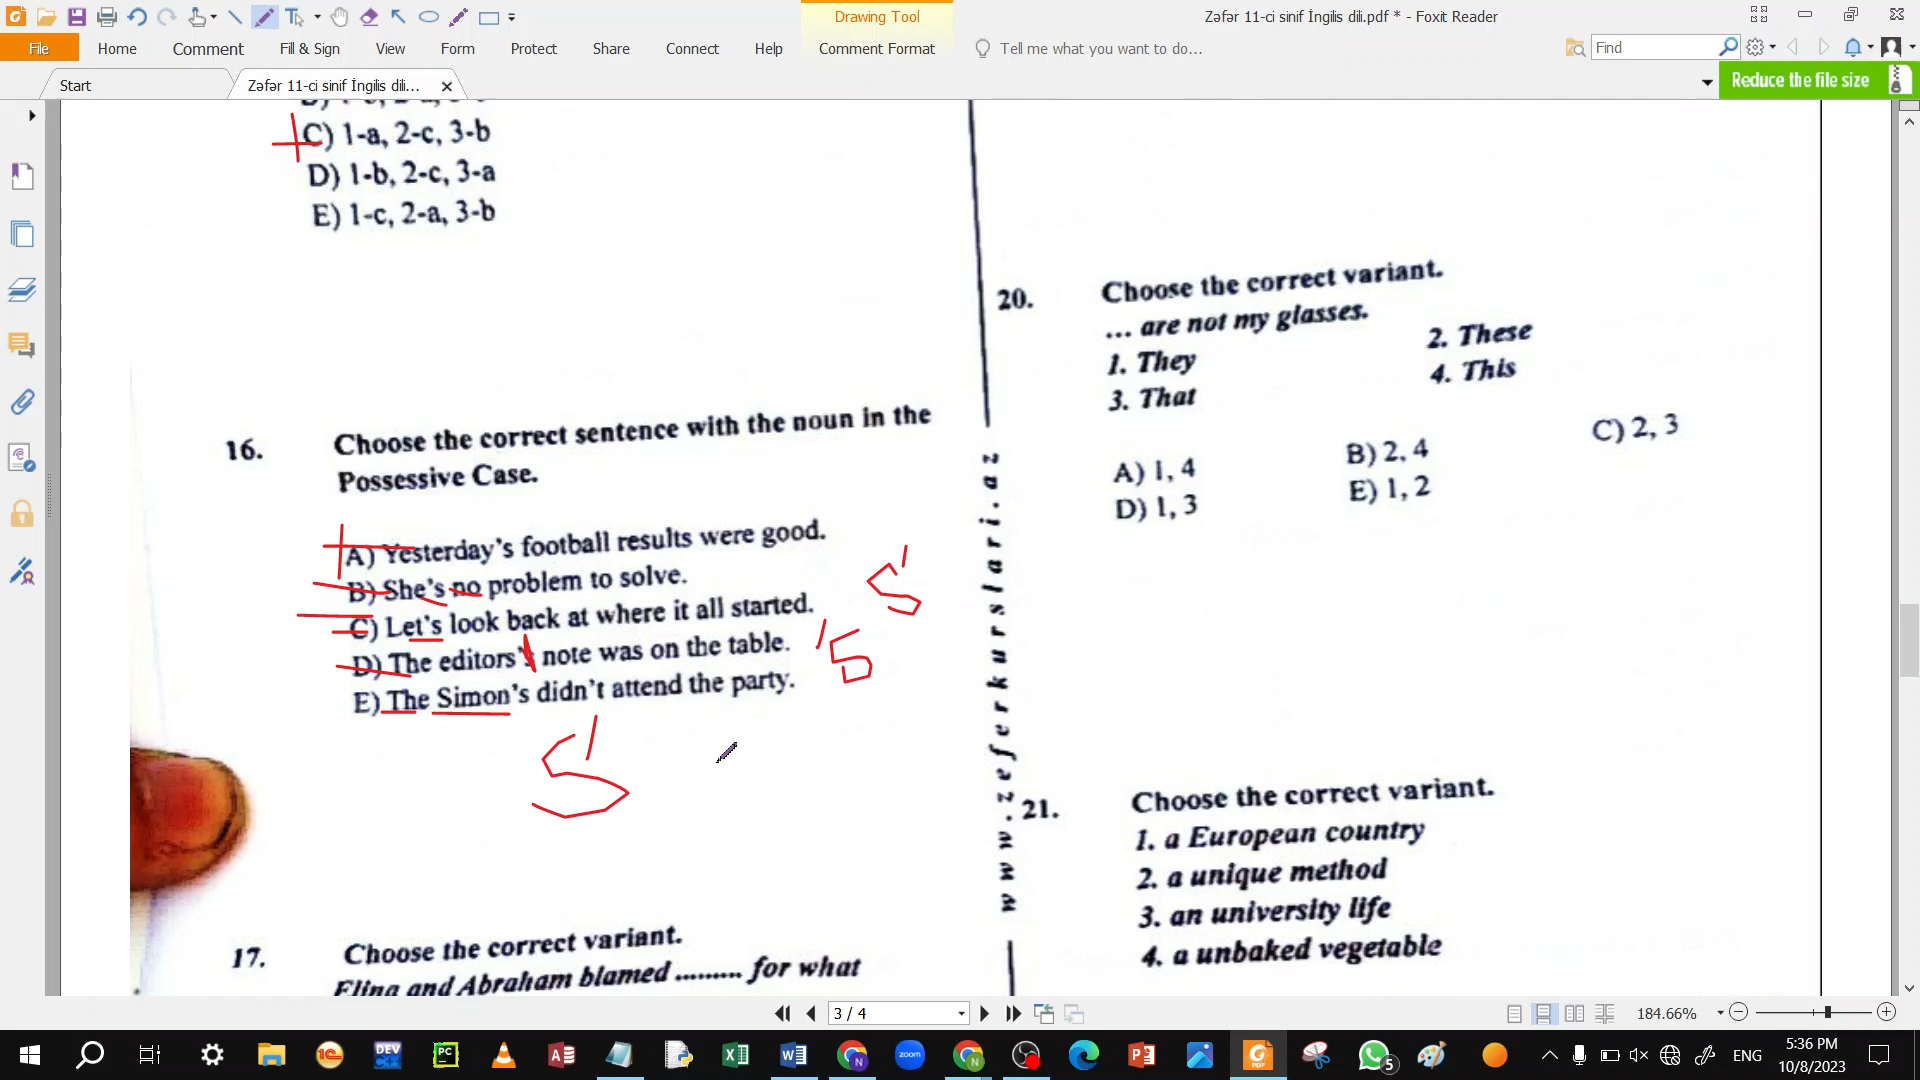 Drawing Tool
Zəfər 11-ci sinif İngilis dili.pdf * - Foxit Reader
File
Home
Comment
Fill & Sign
View
Form
Protect
Share
Connect
Help
Comment Format
Tell me what you want to do...
Find
Start
Zəfər 11-ci sinif İngilis dili...
Reduce the file size
C) 1-a, 2-c, 3-b
D) 1-b, 2-c, 3-a
E) 1-c, 2-a, 3-b
16. Choose the correct sentence with the noun in the
Possessive Case.
A) Yesterday's football results were good.
B) She's no problem to solve.
C) Let's look back at where it all started.
D) The editors's note was on the table.
E) The Simon's didn't attend the party.
S'
'S
S'
17. Choose the correct variant.
Elina and Abraham blamed ......... for what
www.zeferkurslari.az
20. Choose the correct variant.
... are not my glasses.
1. They 2. These
3. That 4. This
A) 1, 4 B) 2, 4 C) 2, 3
D) 1, 3 E) 1, 2
21. Choose the correct variant.
1. a European country
2. a unique method
3. an university life
4. a unbaked vegetable
3 / 4
184.66%
DEV
PC
zoom
5
ENG
5:36 PM
10/8/2023